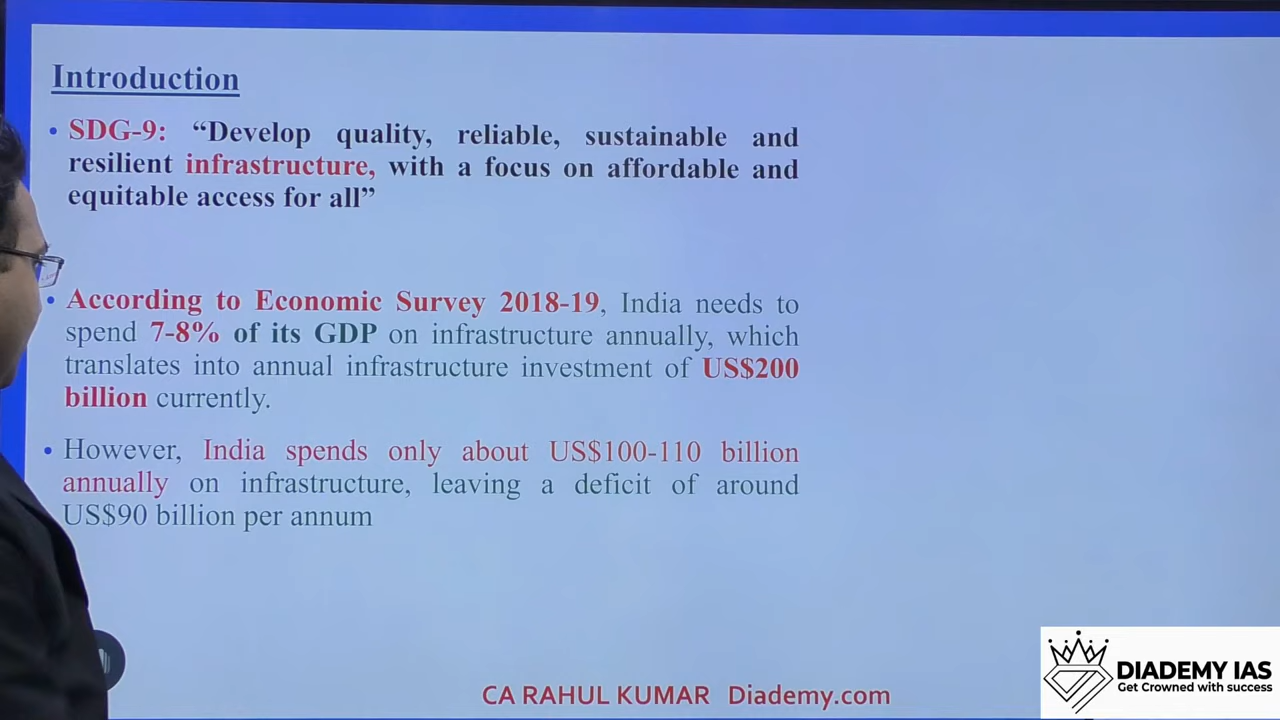 Introduction
• SDG-9: “Develop quality, reliable, sustainable and
resilient infrastructure, with a focus on affordable and
equitable access for all”
• According to Economic Survey 2018-19, India needs to
spend 7-8% of its GDP on infrastructure annually, which
translates into annual infrastructure investment of US$200
billion currently.
• However, India spends only about US$100-110 billion
annually on infrastructure, leaving a deficit of around
US$90 billion per annum
CA RAHUL KUMAR Diademy.com
DIADEMY IAS
Get Crowned with success